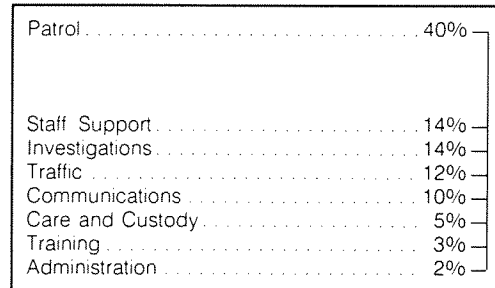 Patrol . . . . . . . . . . . . . . . . . . . . . . . . . . . . . . . 40%
Staff Support . . . . . . . . . . . . . . . . . . . . . . . . 14%
Investigations . . . . . . . . . . . . . . . . . . . . . . . . 14%
Traffic . . . . . . . . . . . . . . . . . . . . . . . . . . . . . 12%
Communications . . . . . . . . . . . . . . . . . . . . . 10%
Care and Custody . . . . . . . . . . . . . . . . . . . . 5%
Training . . . . . . . . . . . . . . . . . . . . . . . . . . . . 3%
Administration . . . . . . . . . . . . . . . . . . . . . . . 2%